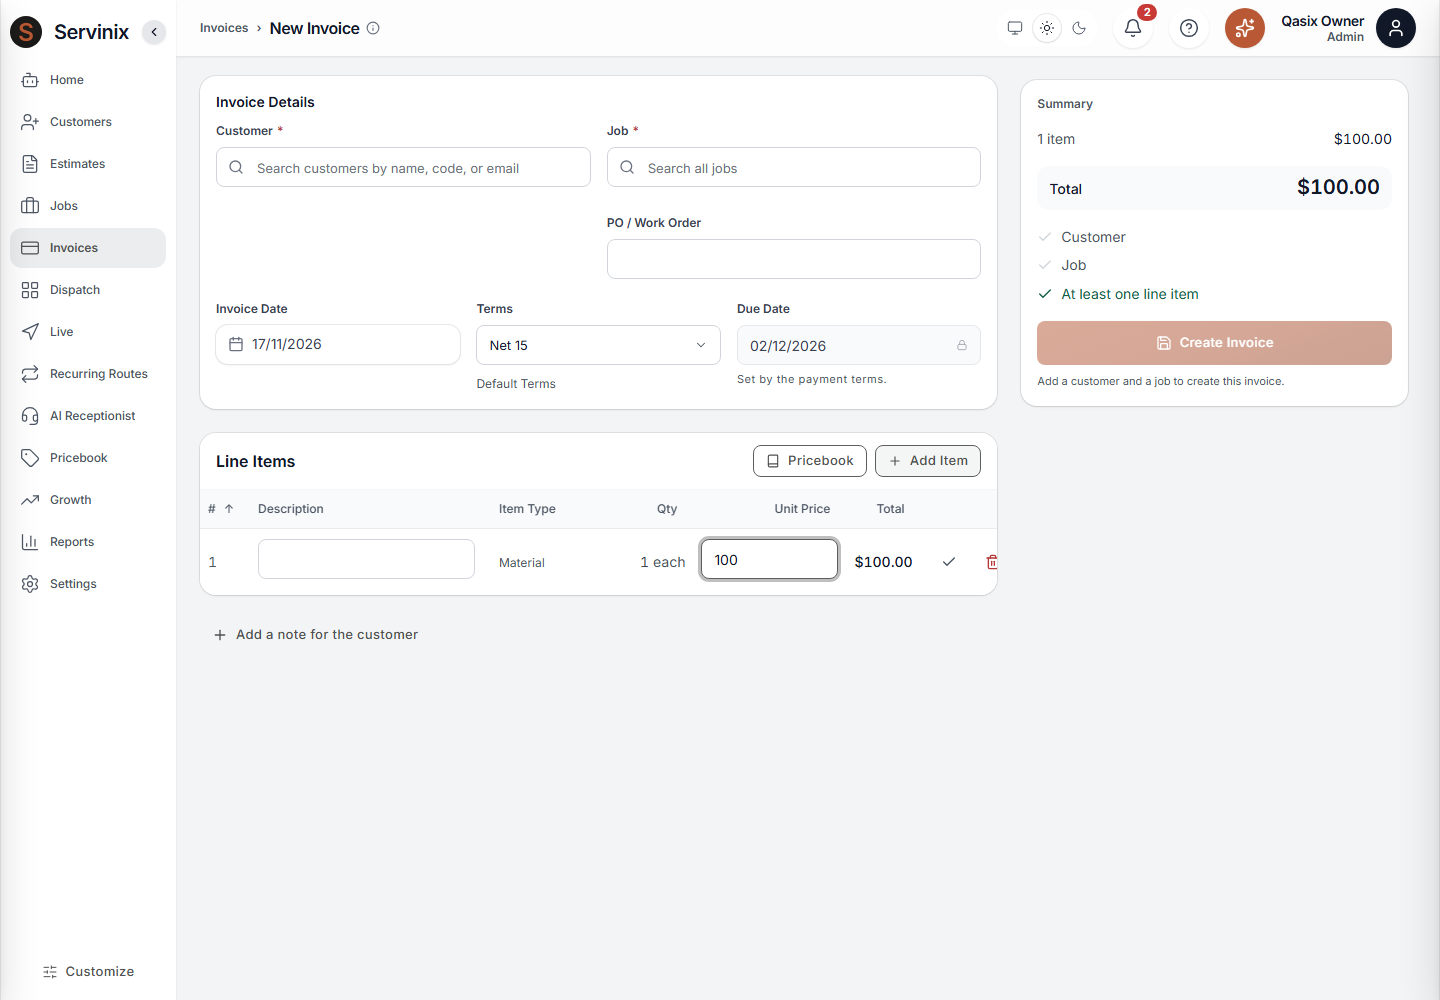 S Servinix
Home
Customers
Estimates
Jobs
Invoices
Dispatch
Live
Recurring Routes
AI Receptionist
Pricebook
Growth
Reports
Settings
Customize
Invoices › New Invoice
2
Qasix Owner
Admin
Invoice Details
Customer *
Search customers by name, code, or email
Job *
Search all jobs
PO / Work Order
Invoice Date
17/11/2026
Terms
Net 15
Default Terms
Due Date
02/12/2026
Set by the payment terms.
Line Items
Pricebook
+ Add Item
# ↑ Description Item Type Qty Unit Price Total
1 Material 1 each 100 $100.00
+ Add a note for the customer
Summary
1 item $100.00
Total $100.00
Customer
Job
At least one line item
Create Invoice
Add a customer and a job to create this invoice.